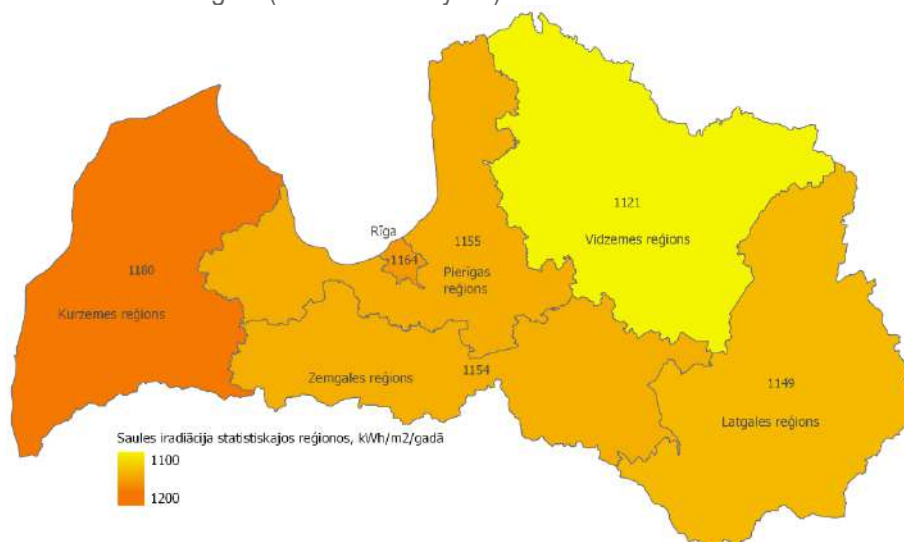 Rīga
1121
1155
Vidzemes reģions
1164
1180
Pierīgas
reģions
Kurzemes reģions
Zemgales reģions
1154
1149
Latgales reģions
Saules iradiācija statistiskajos reģionos, kWh/m2/gadā
1100
1200